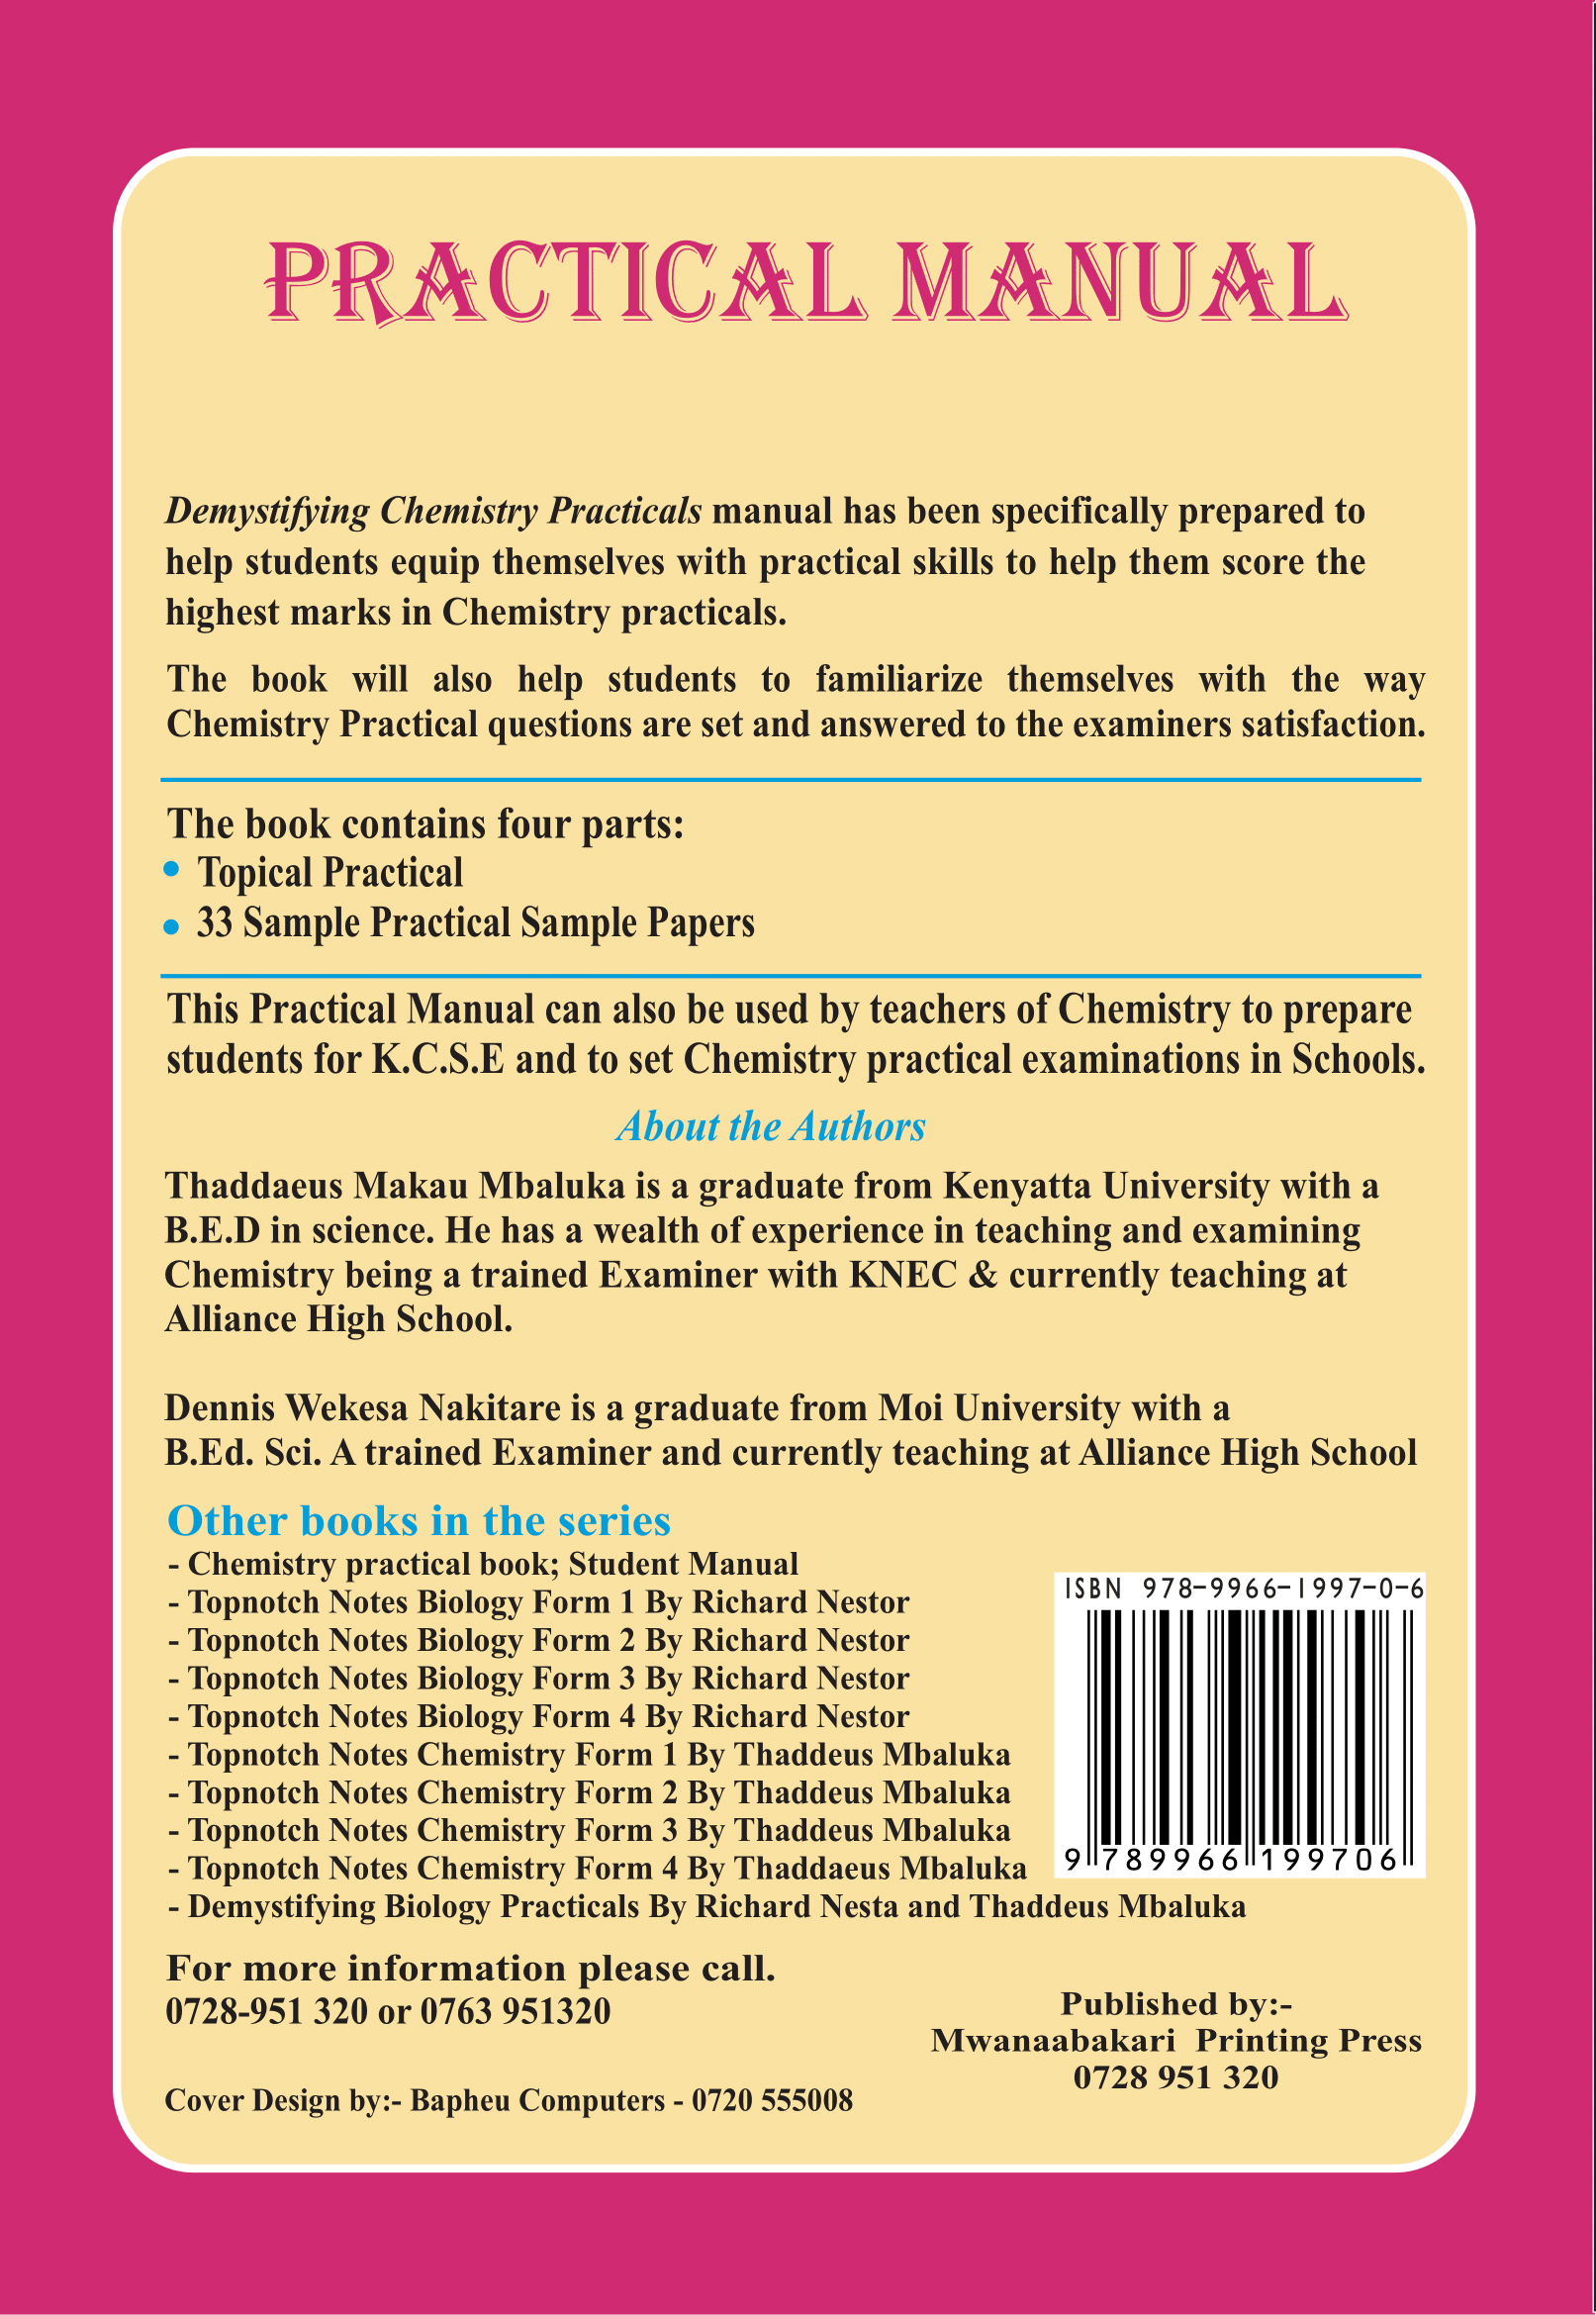 PRACTICAL MANUAL
Demystifying Chemistry Practicals manual has been specifically prepared to
help students equip themselves with practical skills to help them score the
highest marks in Chemistry practicals.
The book will also help students to familiarize themselves with the way
Chemistry Practical questions are set and answered to the examiners satisfaction.
The book contains four parts:
• Topical Practical
• 33 Sample Practical Sample Papers
This Practical Manual can also be used by teachers of Chemistry to prepare
students for K.C.S.E and to set Chemistry practical examinations in Schools.
About the Authors
Thaddaeus Makau Mbaluka is a graduate from Kenyatta University with a
B.E.D in science. He has a wealth of experience in teaching and examining
Chemistry being a trained Examiner with KNEC & currently teaching at
Alliance High School.
Dennis Wekesa Nakitare is a graduate from Moi University with a
B.Ed. Sci. A trained Examiner and currently teaching at Alliance High School
Other books in the series
- Chemistry practical book; Student Manual
- Topnotch Notes Biology Form 1 By Richard Nestor
- Topnotch Notes Biology Form 2 By Richard Nestor
- Topnotch Notes Biology Form 3 By Richard Nestor
- Topnotch Notes Biology Form 4 By Richard Nestor
- Topnotch Notes Chemistry Form 1 By Thaddeus Mbaluka
- Topnotch Notes Chemistry Form 2 By Thaddeus Mbaluka
- Topnotch Notes Chemistry Form 3 By Thaddeus Mbaluka
- Topnotch Notes Chemistry Form 4 By Thaddaeus Mbaluka
- Demystifying Biology Practicals By Richard Nesta and Thaddeus Mbaluka
ISBN 978-9966-1997-0-6
9 789966 199706
For more information please call.
0728-951 320 or 0763 951320
Published by:-
Mwanaabakari Printing Press
0728 951 320
Cover Design by:- Bapheu Computers - 0720 555008